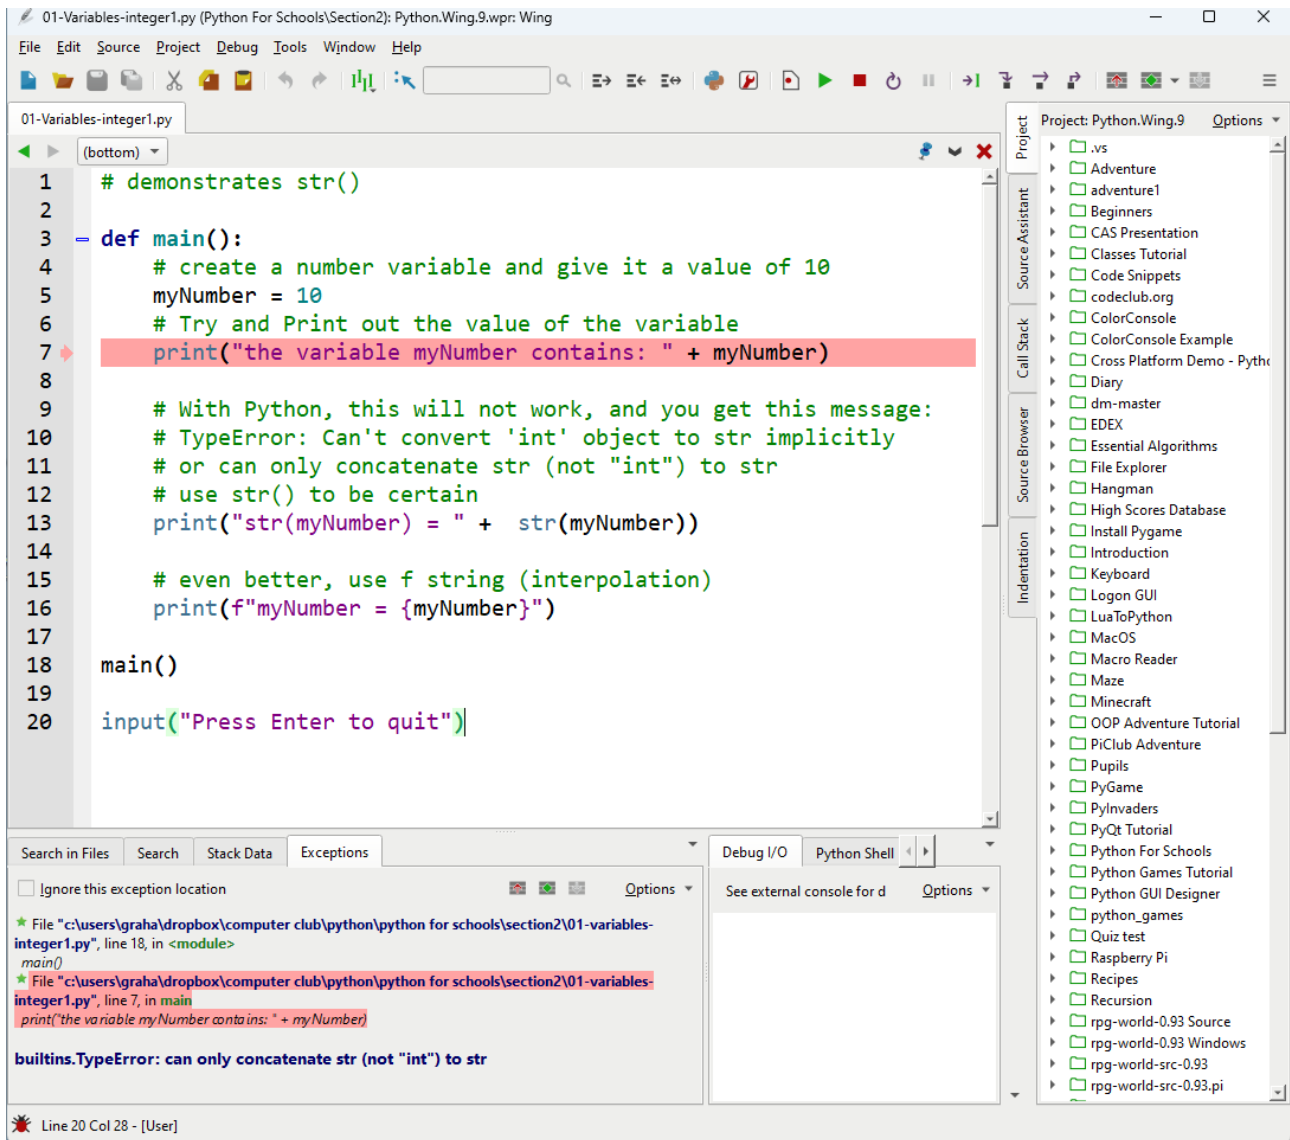 01-Variables-integer1.py (Python For Schools\Section2): Python.Wing.9.wpr: Wing
File Edit Source Project Debug Tools Window Help
01-Variables-integer1.py
(bottom)
1 # demonstrates str()
2
3 def main():
4 # create a number variable and give it a value of 10
5 myNumber = 10
6 # Try and Print out the value of the variable
7 print("the variable myNumber contains: " + myNumber)
8
9 # With Python, this will not work, and you get this message:
10 # TypeError: Can't convert 'int' object to str implicitly
11 # or can only concatenate str (not "int") to str
12 # use str() to be certain
13 print("str(myNumber) = " +  str(myNumber))
14
15 # even better, use f string (interpolation)
16 print(f"myNumber = {myNumber}")
17
18 main()
19
20 input("Press Enter to quit")
Project
Source Assistant
Call Stack
Source Browser
Indentation
Project: Python.Wing.9 Options
.vs
Adventure
adventure1
Beginners
CAS Presentation
Classes Tutorial
Code Snippets
codeclub.org
ColorConsole
ColorConsole Example
Cross Platform Demo - Pytho
Diary
dm-master
EDEX
Essential Algorithms
File Explorer
Hangman
High Scores Database
Install Pygame
Introduction
Keyboard
Logon GUI
LuaToPython
MacOS
Macro Reader
Maze
Minecraft
OOP Adventure Tutorial
PiClub Adventure
Pupils
PyGame
PyInvaders
PyQt Tutorial
Python For Schools
Python Games Tutorial
Python GUI Designer
python_games
Quiz test
Raspberry Pi
Recipes
Recursion
rpg-world-0.93 Source
rpg-world-0.93 Windows
rpg-world-src-0.93
rpg-world-src-0.93.pi
Search in Files Search Stack Data Exceptions
Ignore this exception location Options
File "c:\users\graha\dropbox\computer club\python\python for schools\section2\01-variables-
integer1.py", line 18, in <module>
main()
File "c:\users\graha\dropbox\computer club\python\python for schools\section2\01-variables-
integer1.py", line 7, in main
print("the variable myNumber contains: " + myNumber)
builtins.TypeError: can only concatenate str (not "int") to str
Debug I/O Python Shell
See external console for d Options
Line 20 Col 28 - [User]